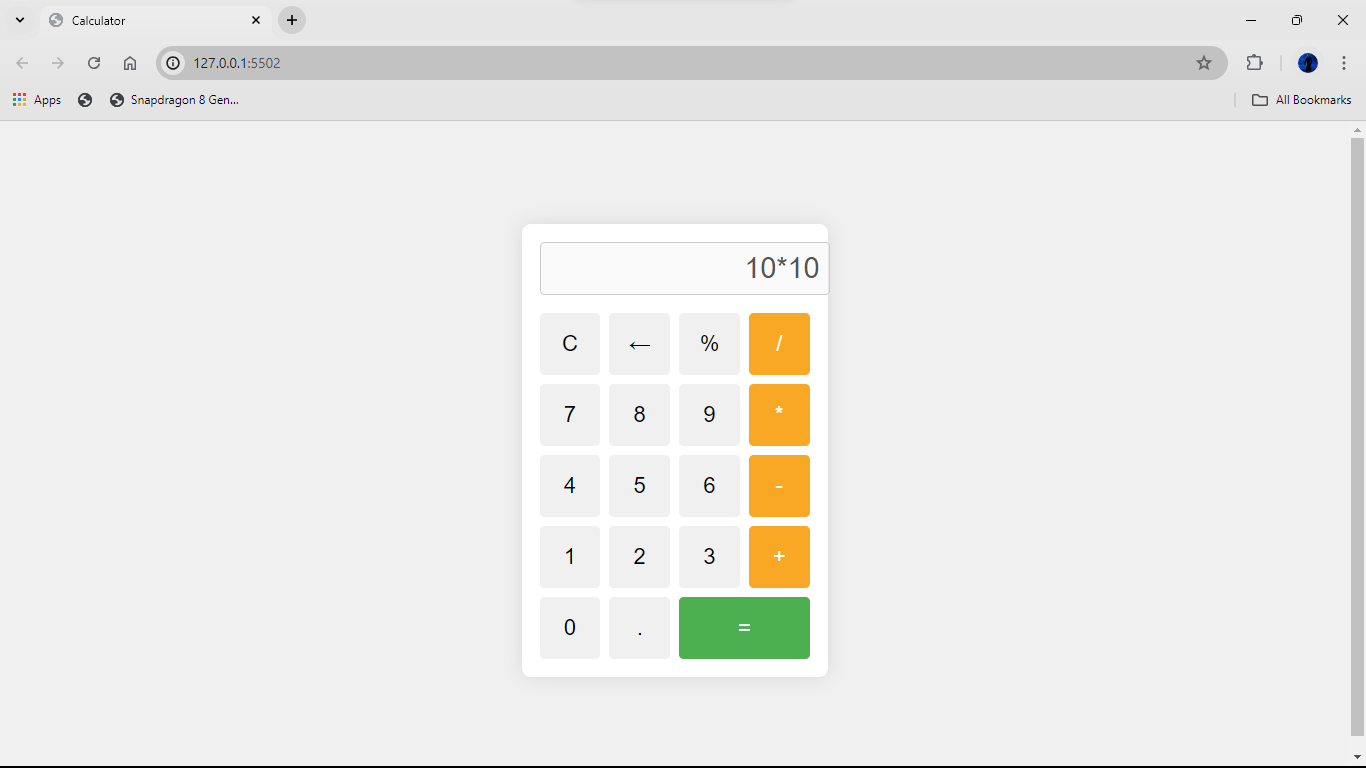 Calculator
127.0.0.1:5502
Apps Snapdragon 8 Gen... All Bookmarks
10*10
C ← % /
7 8 9 *
4 5 6 -
1 2 3 +
0 . =